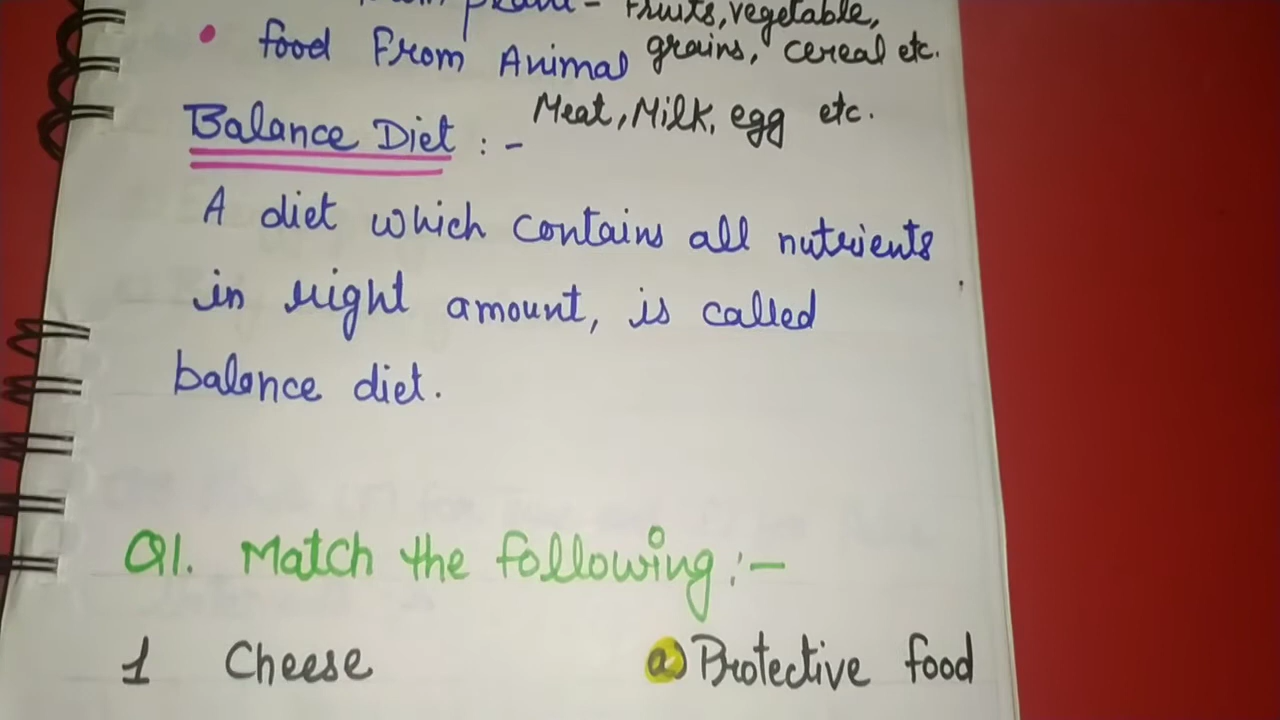 - Fruits, vegetable,
• food From Animal grains, cereal etc.
Balance Diet :- Meat, Milk, egg etc.
A diet which contains all nutrients
in right amount, is called
balance diet.
Q1. Match the following :-
1 Cheese a) Protective food